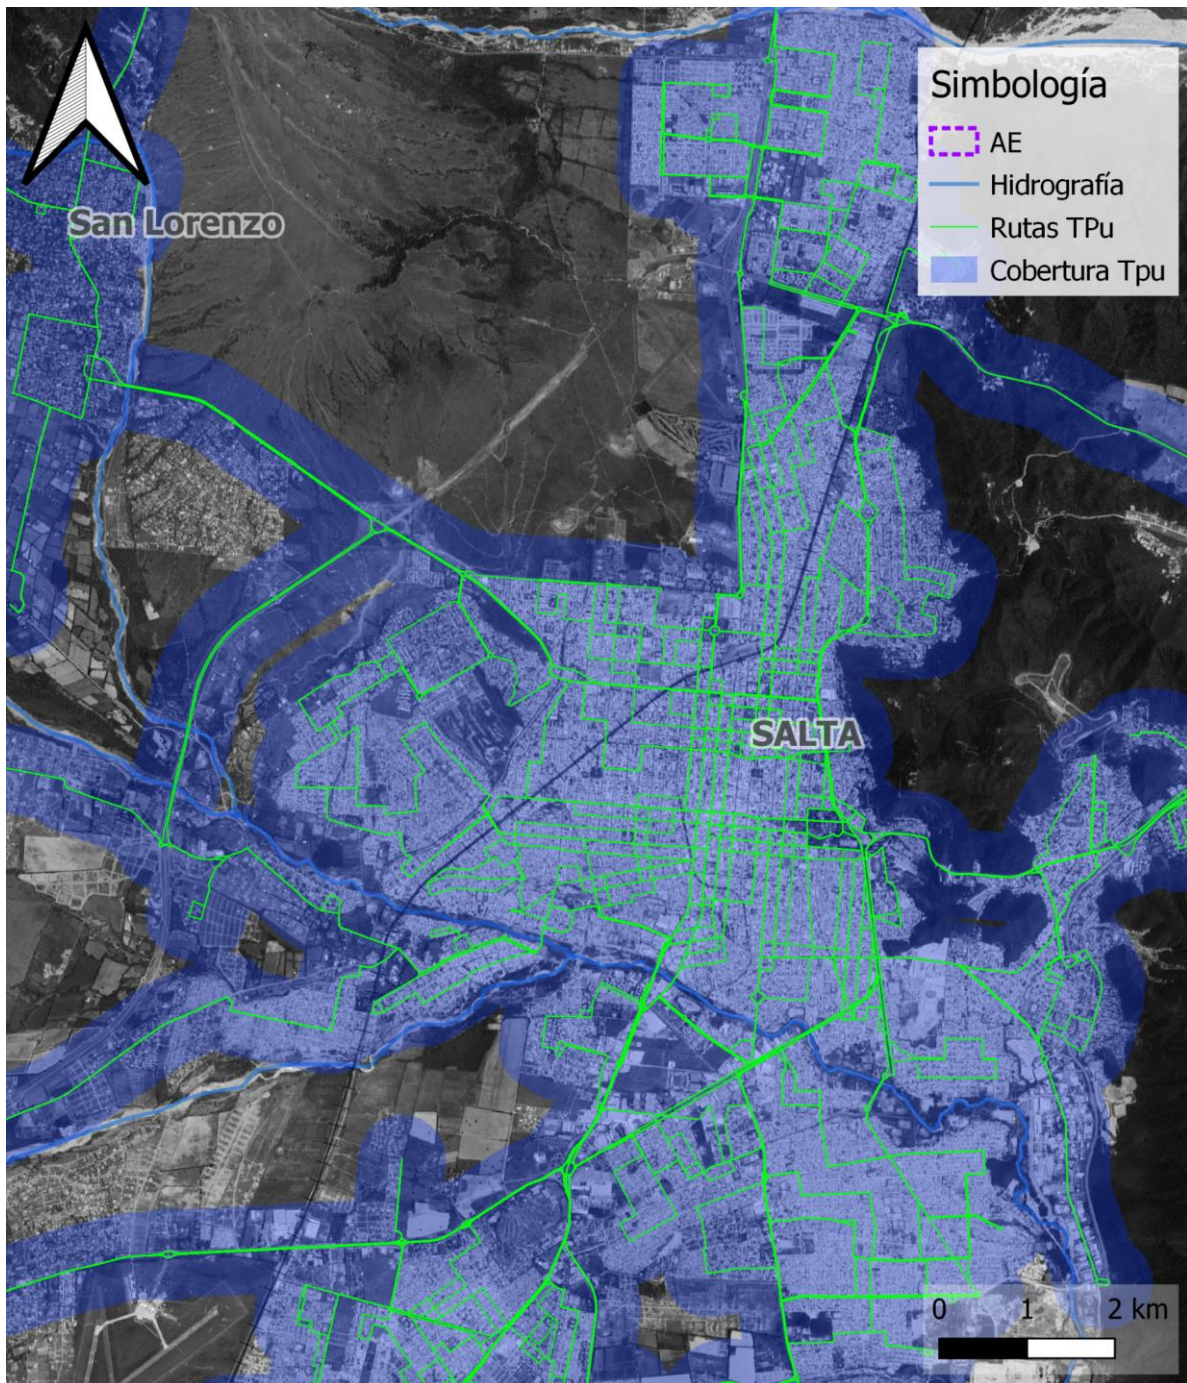 Simbología
AE
Hidrografía
Rutas TPu
Cobertura Tpu
San Lorenzo
SALTA
0 1 2 km